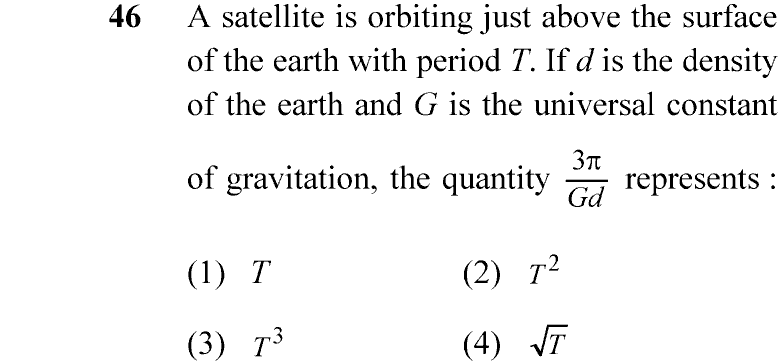 46 A satellite is orbiting just above the surface
of the earth with period T. If d is the density
of the earth and G is the universal constant
of gravitation, the quantity 3π/Gd represents :
(1) T (2) T²
(3) T³ (4) √T